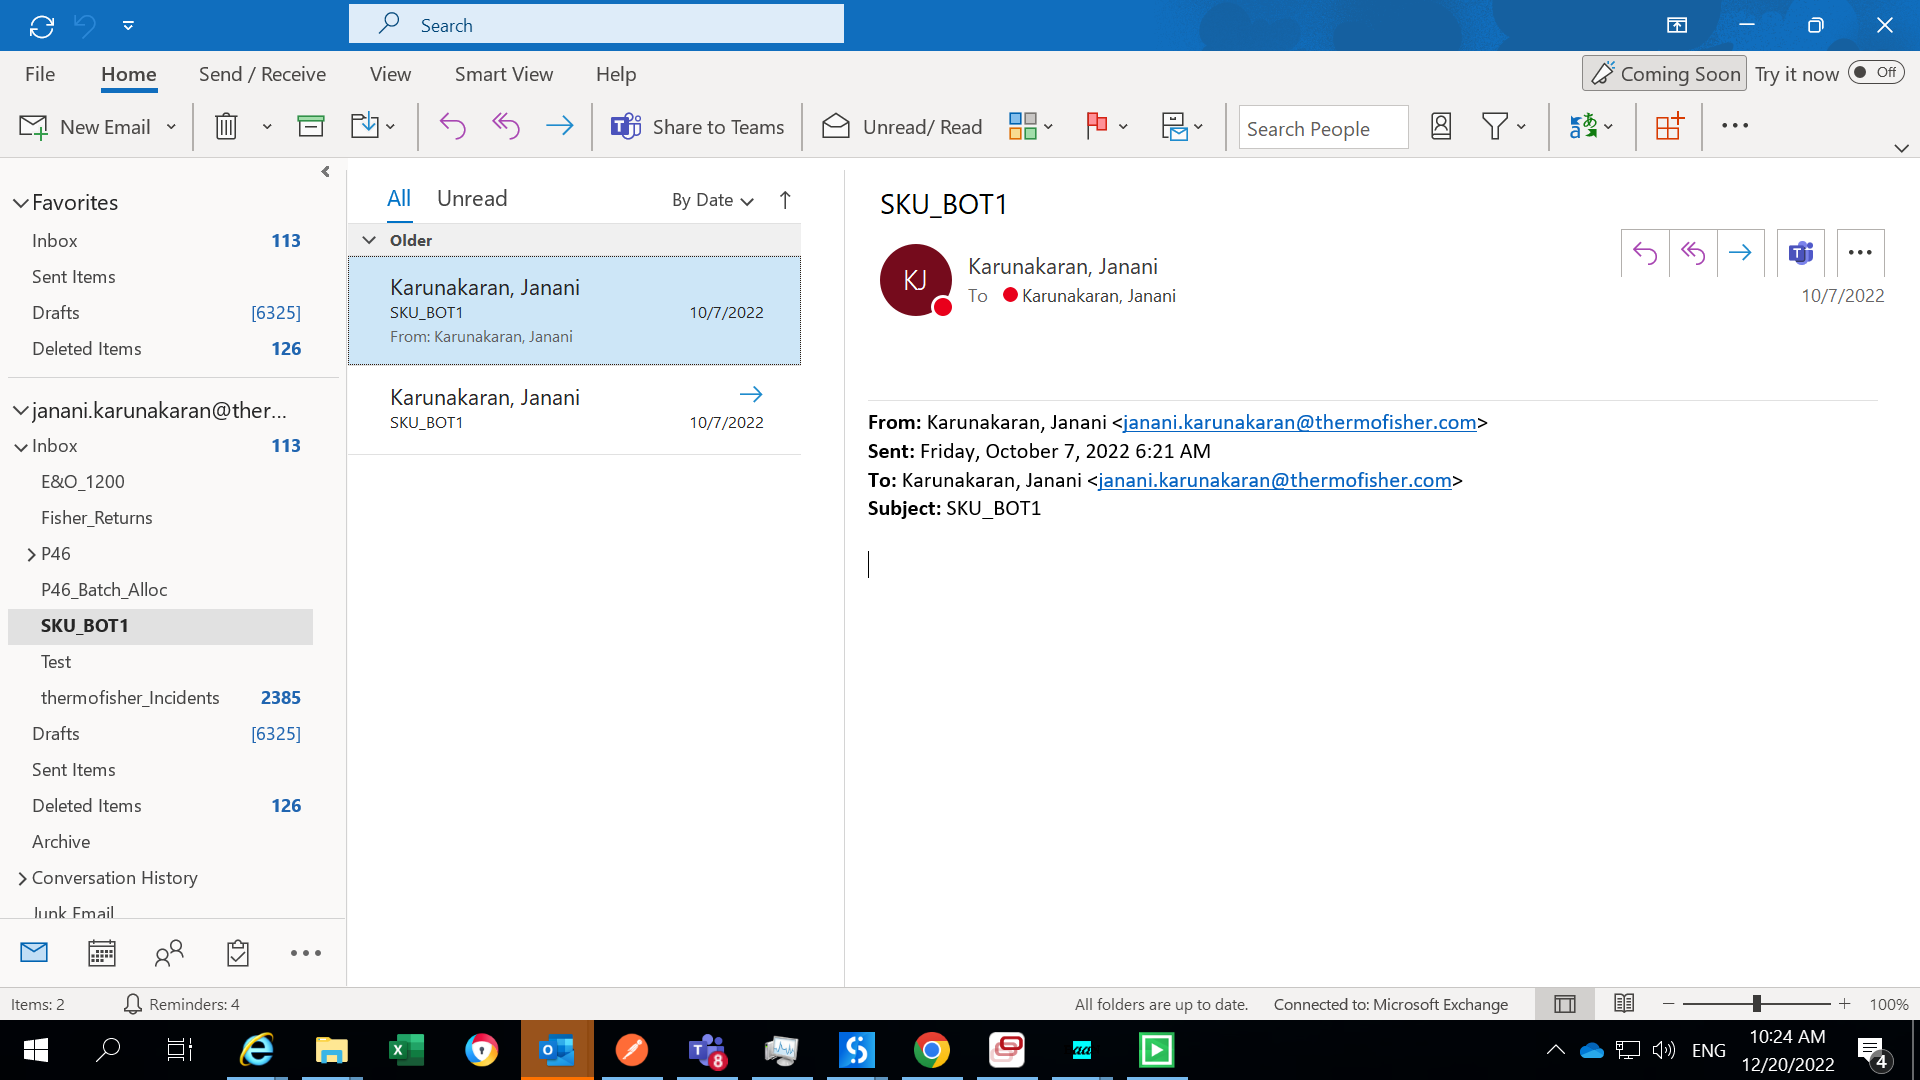 Search
File Home Send / Receive View Smart View Help
Coming Soon Try it now Off
New Email Share to Teams Unread/ Read Search People
Favorites
Inbox 113
Sent Items
Drafts [6325]
Deleted Items 126
janani.karunakaran@ther...
Inbox 113
E&O_1200
Fisher_Returns
P46
P46_Batch_Alloc
SKU_BOT1
Test
thermofisher_Incidents 2385
Drafts [6325]
Sent Items
Deleted Items 126
Archive
Conversation History
Junk Email
All Unread By Date
Older
Karunakaran, Janani
SKU_BOT1 10/7/2022
From: Karunakaran, Janani
Karunakaran, Janani
SKU_BOT1 10/7/2022
SKU_BOT1
KJ
Karunakaran, Janani
To Karunakaran, Janani
10/7/2022
From: Karunakaran, Janani <janani.karunakaran@thermofisher.com>
Sent: Friday, October 7, 2022 6:21 AM
To: Karunakaran, Janani <janani.karunakaran@thermofisher.com>
Subject: SKU_BOT1
Items: 2 Reminders: 4 All folders are up to date. Connected to: Microsoft Exchange 100%
8
aa
ENG
10:24 AM
12/20/2022
4